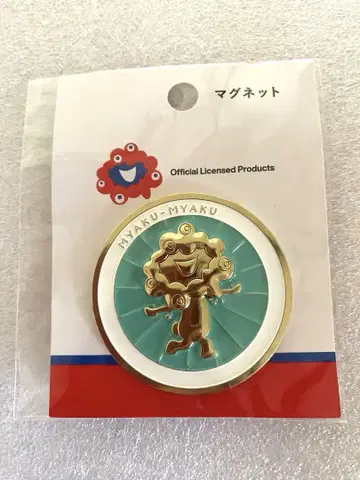 マグネット
Official Licensed Products
MYAKU-MYAKU